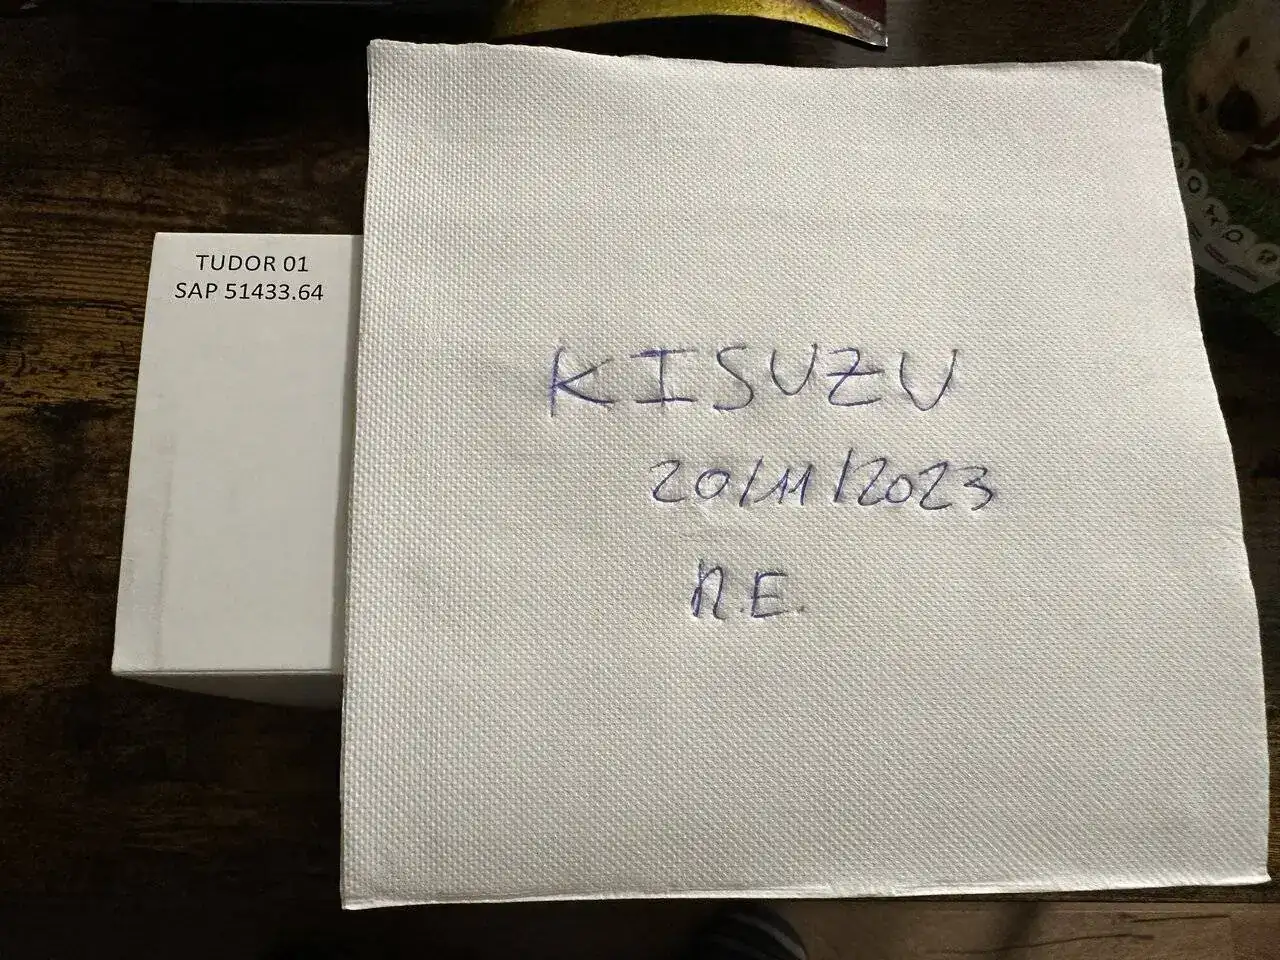 TUDOR 01
SAP 51433.64
KISUZU
20/11/2023